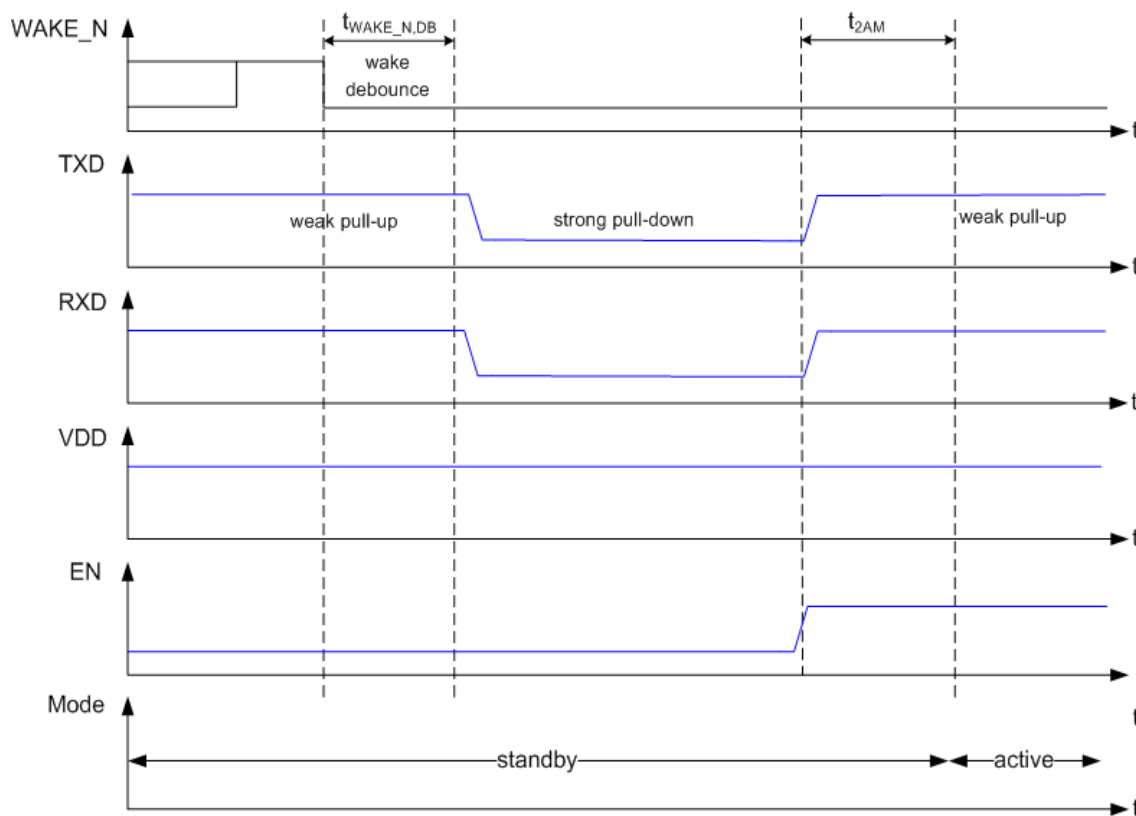 WAKE_N
tWAKE_N,DB
t2AM
wake
debounce
t
TXD
weak pull-up
strong pull-down
weak pull-up
t
RXD
t
VDD
t
EN
Mode
t
standby
active
t